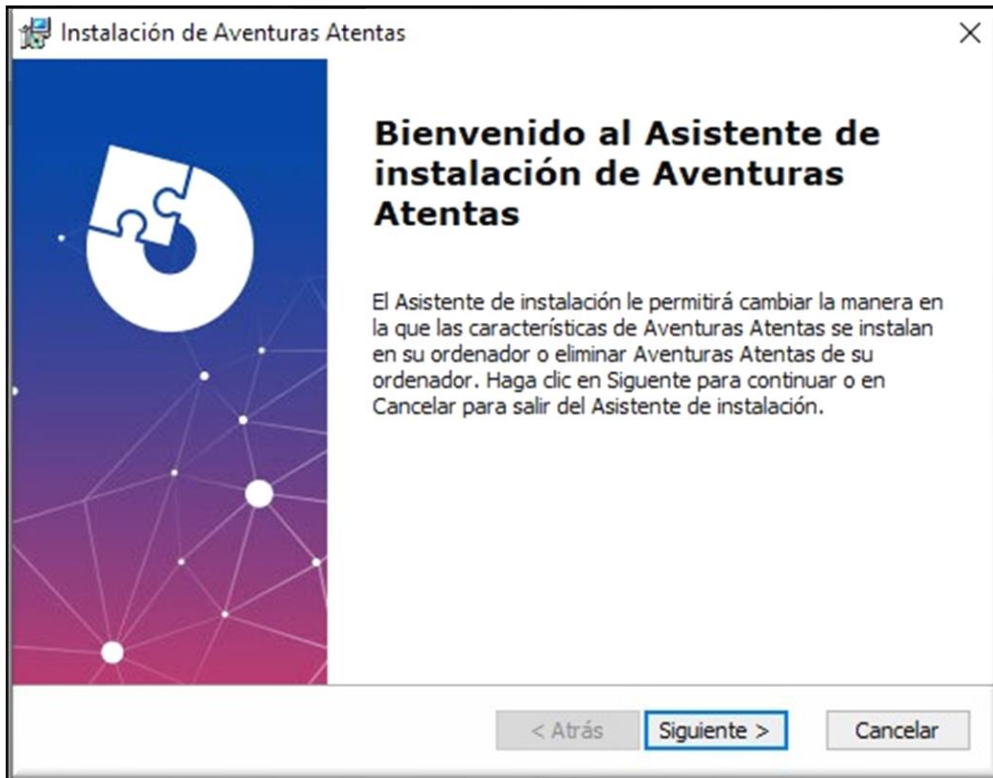 Instalación de Aventuras Atentas
Bienvenido al Asistente de
instalación de Aventuras
Atentas
El Asistente de instalación le permitirá cambiar la manera en
la que las características de Aventuras Atentas se instalan
en su ordenador o eliminar Aventuras Atentas de su
ordenador. Haga clic en Siguente para continuar o en
Cancelar para salir del Asistente de instalación.
< Atrás
Siguiente >
Cancelar